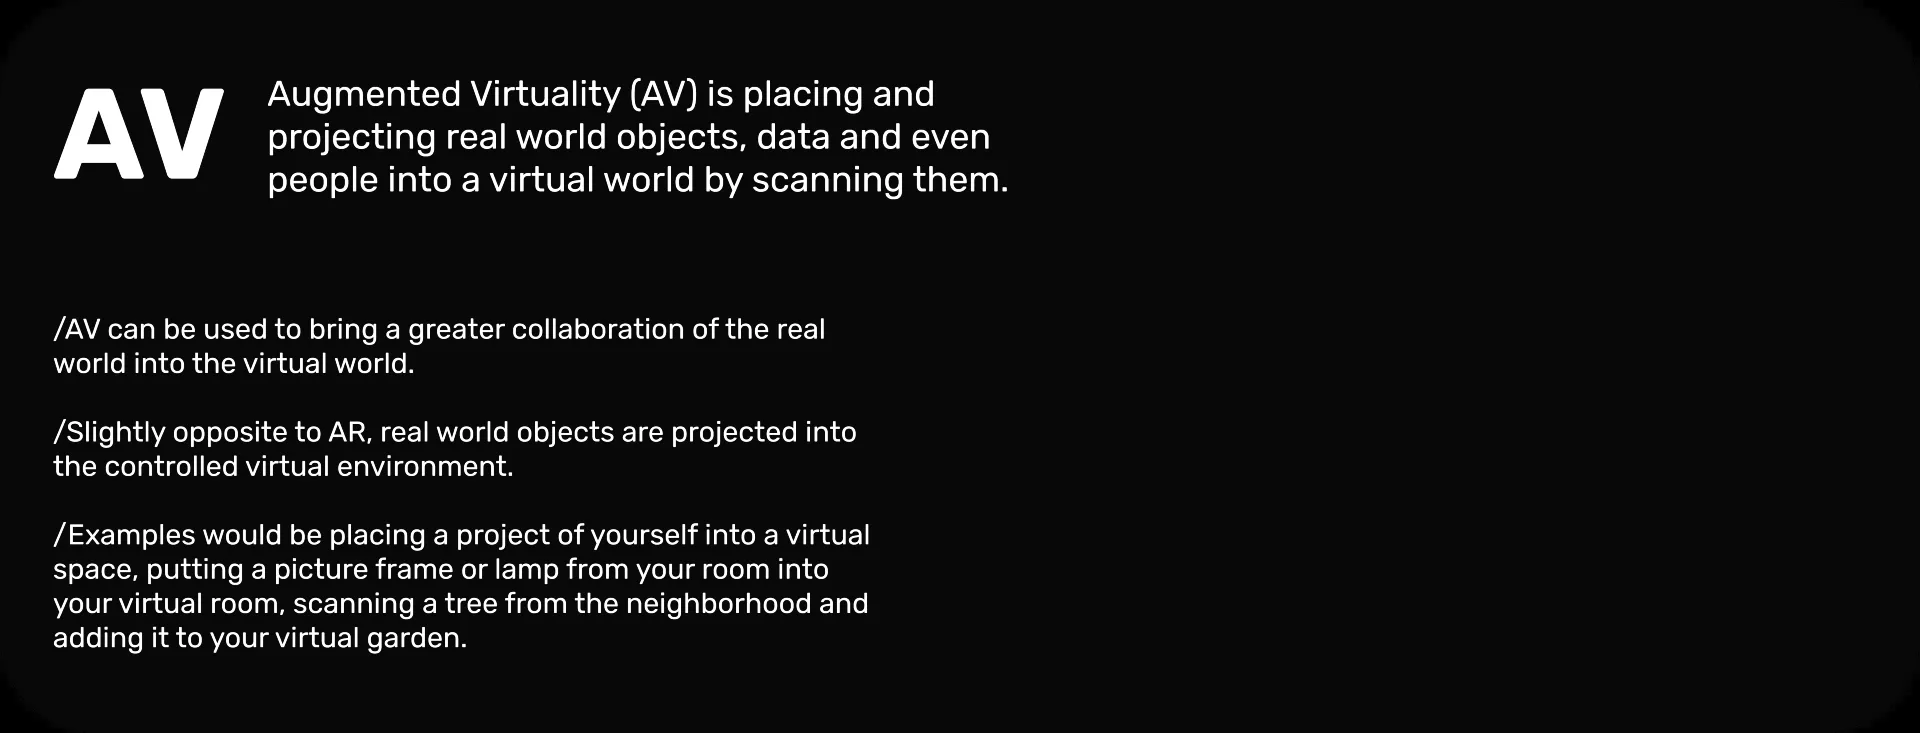 AV
Augmented Virtuality (AV) is placing and
projecting real world objects, data and even
people into a virtual world by scanning them.
/AV can be used to bring a greater collaboration of the real
world into the virtual world.
/Slightly opposite to AR, real world objects are projected into
the controlled virtual environment.
/Examples would be placing a project of yourself into a virtual
space, putting a picture frame or lamp from your room into
your virtual room, scanning a tree from the neighborhood and
adding it to your virtual garden.